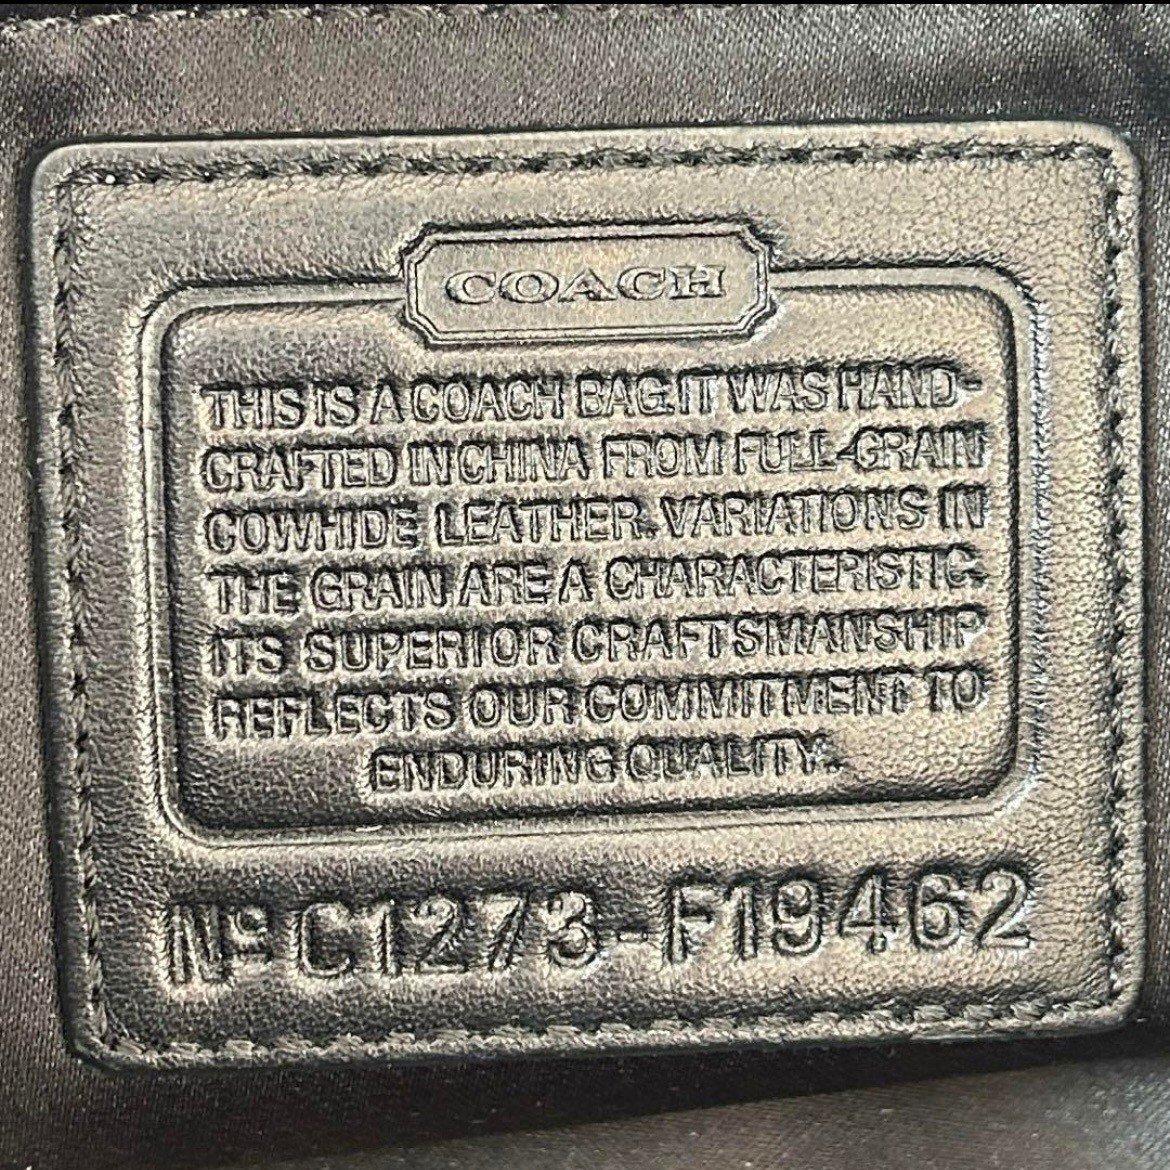 COACH
THIS IS A COACH BAG.IT WAS HAND-
CRAFTED IN CHINA FROM FULL-GRAIN
COWHIDE LEATHER. VARIATIONS IN
THE GRAIN ARE A CHARACTERISTIC.
ITS SUPERIOR CRAFTSMANSHIP
REFLECTS OUR COMMITMENT TO
ENDURING QUALITY.
Nº C1273-F19462